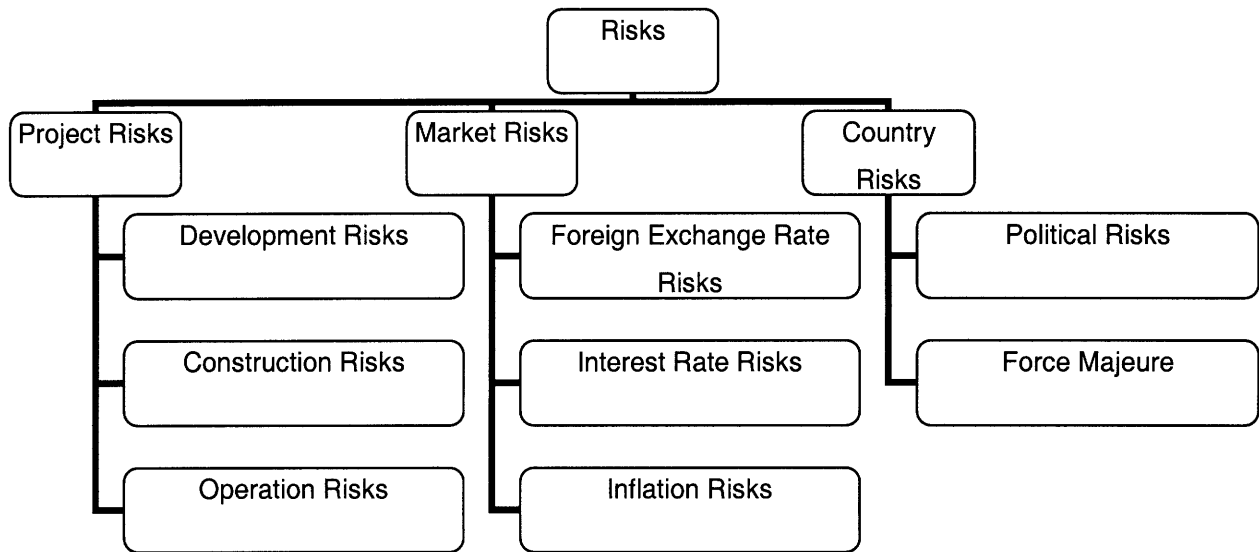 Risks
Project Risks
Market Risks
Country
Risks
Development Risks
Foreign Exchange Rate
Risks
Political Risks
Construction Risks
Interest Rate Risks
Force Majeure
Operation Risks
Inflation Risks